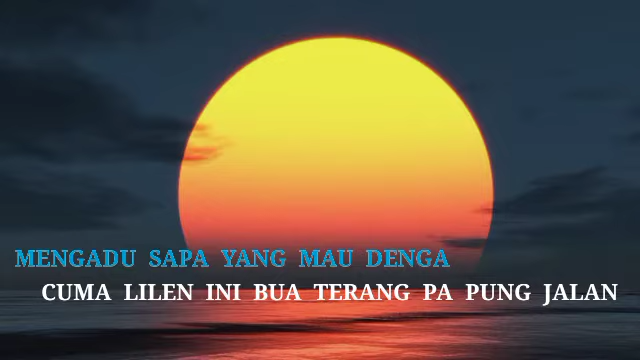 MENGADU SAPA YANG MAU DENGA
CUMA LILEN INI BUA TERANG PA PUNG JALAN